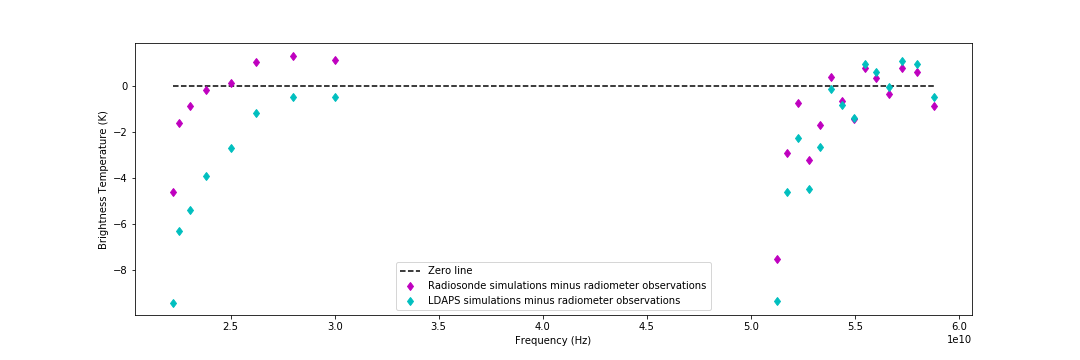 0
−2
−4
−6
−8
Brightness Temperature (K)
Zero line
Radiosonde simulations minus radiometer observations
LDAPS simulations minus radiometer observations
2.5 3.0 3.5 4.0 4.5 5.0 5.5 6.0
1e10
Frequency (Hz)